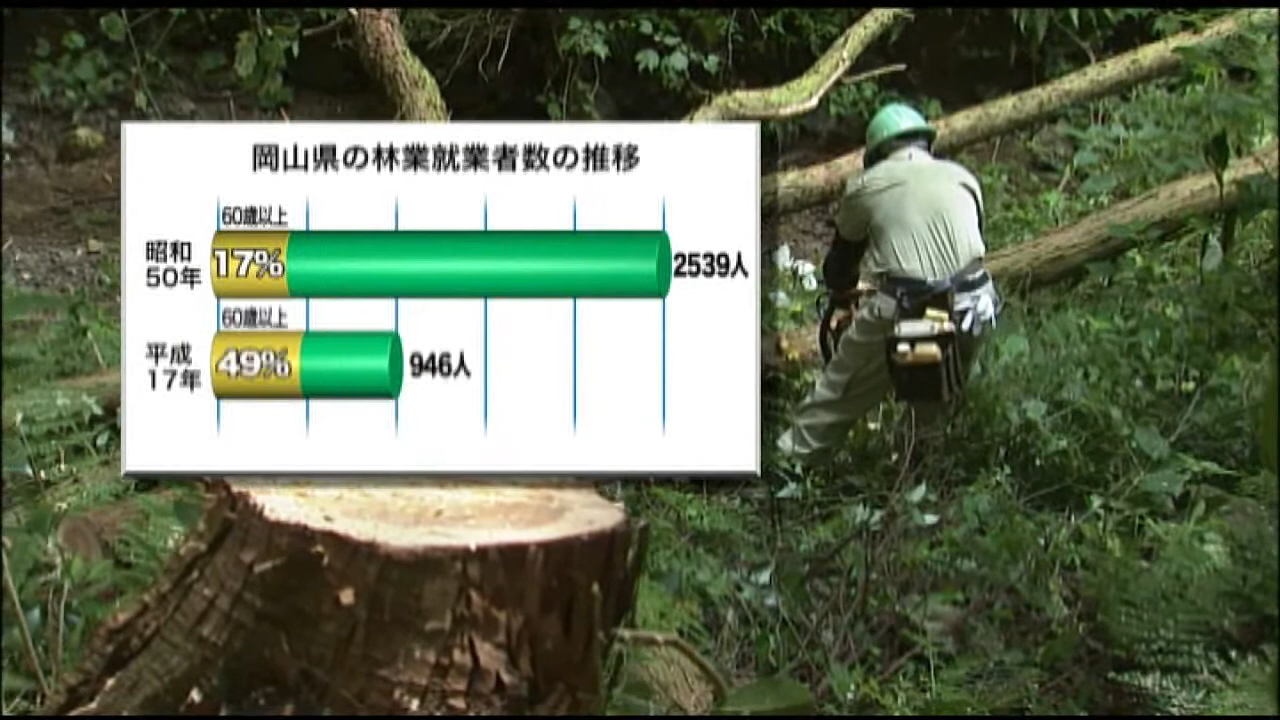 岡山県の林業就業者数の推移
60歳以上
昭和
50年
17%
2539人
60歳以上
平成
17年
49%
946人